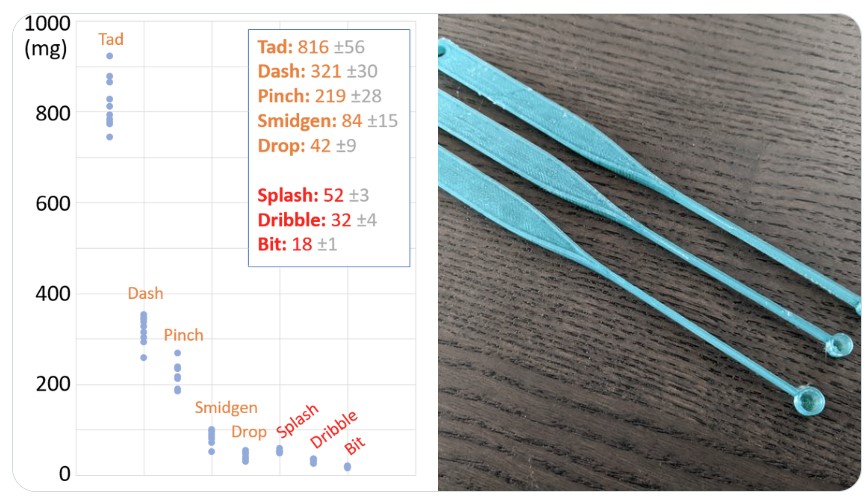 1000
(mg)
Tad
800
600
400
200
0
Dash
Pinch
Smidgen
Drop
Splash
Dribble
Bit
Tad: 816 ±56
Dash: 321 ±30
Pinch: 219 ±28
Smidgen: 84 ±15
Drop: 42 ±9
Splash: 52 ±3
Dribble: 32 ±4
Bit: 18 ±1